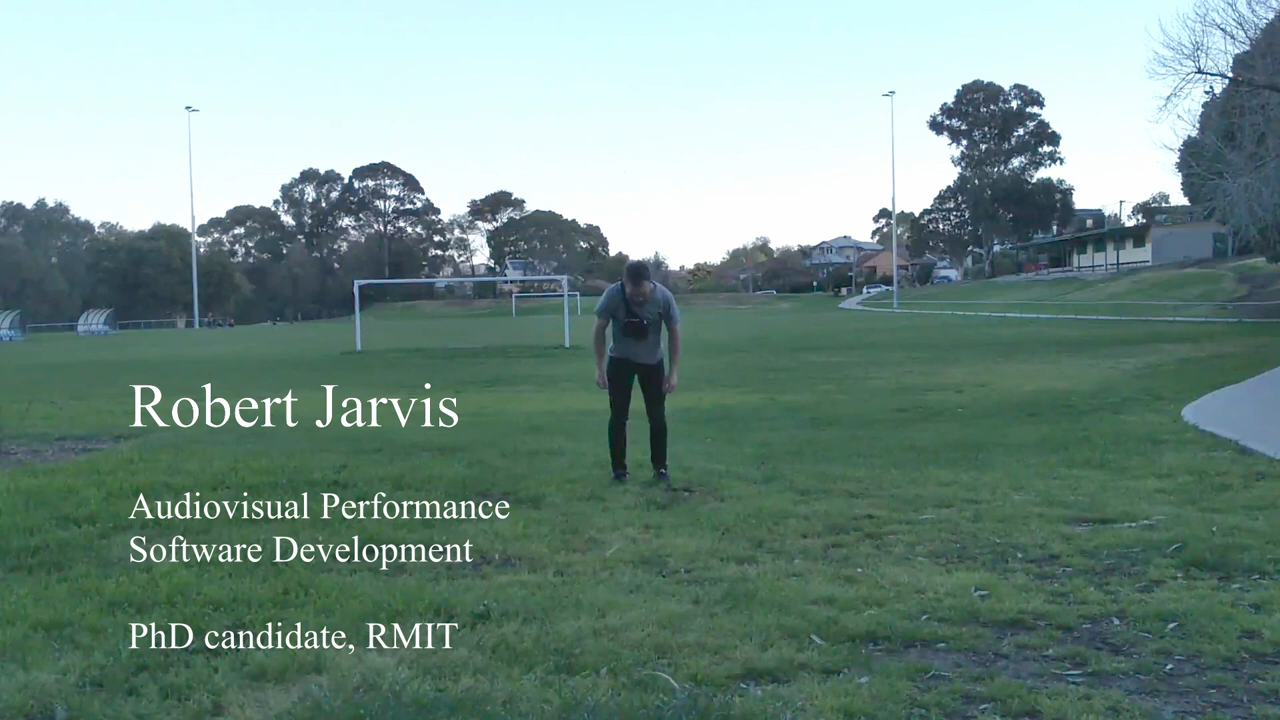 Robert Jarvis
Audiovisual Performance
Software Development
PhD candidate, RMIT